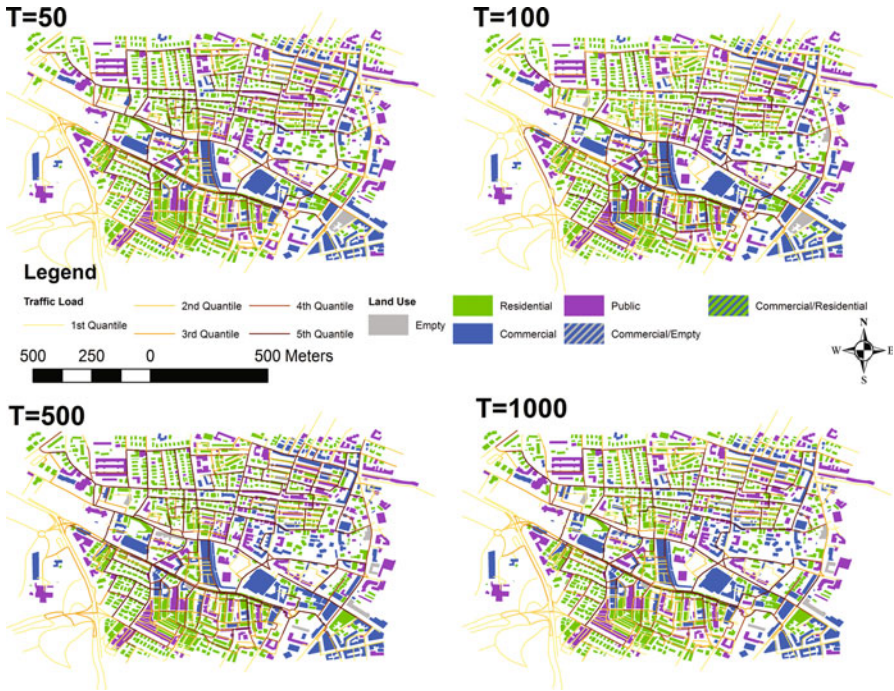 T=50
T=100
Legend
Traffic Load
2nd Quantile
4th Quantile
Land Use
Residential
Public
Commercial/Residential
1st Quantile
3rd Quantile
5th Quantile
Empty
Commercial
Commercial/Empty
500 250 0 500 Meters
N
W E
S
T=500
T=1000